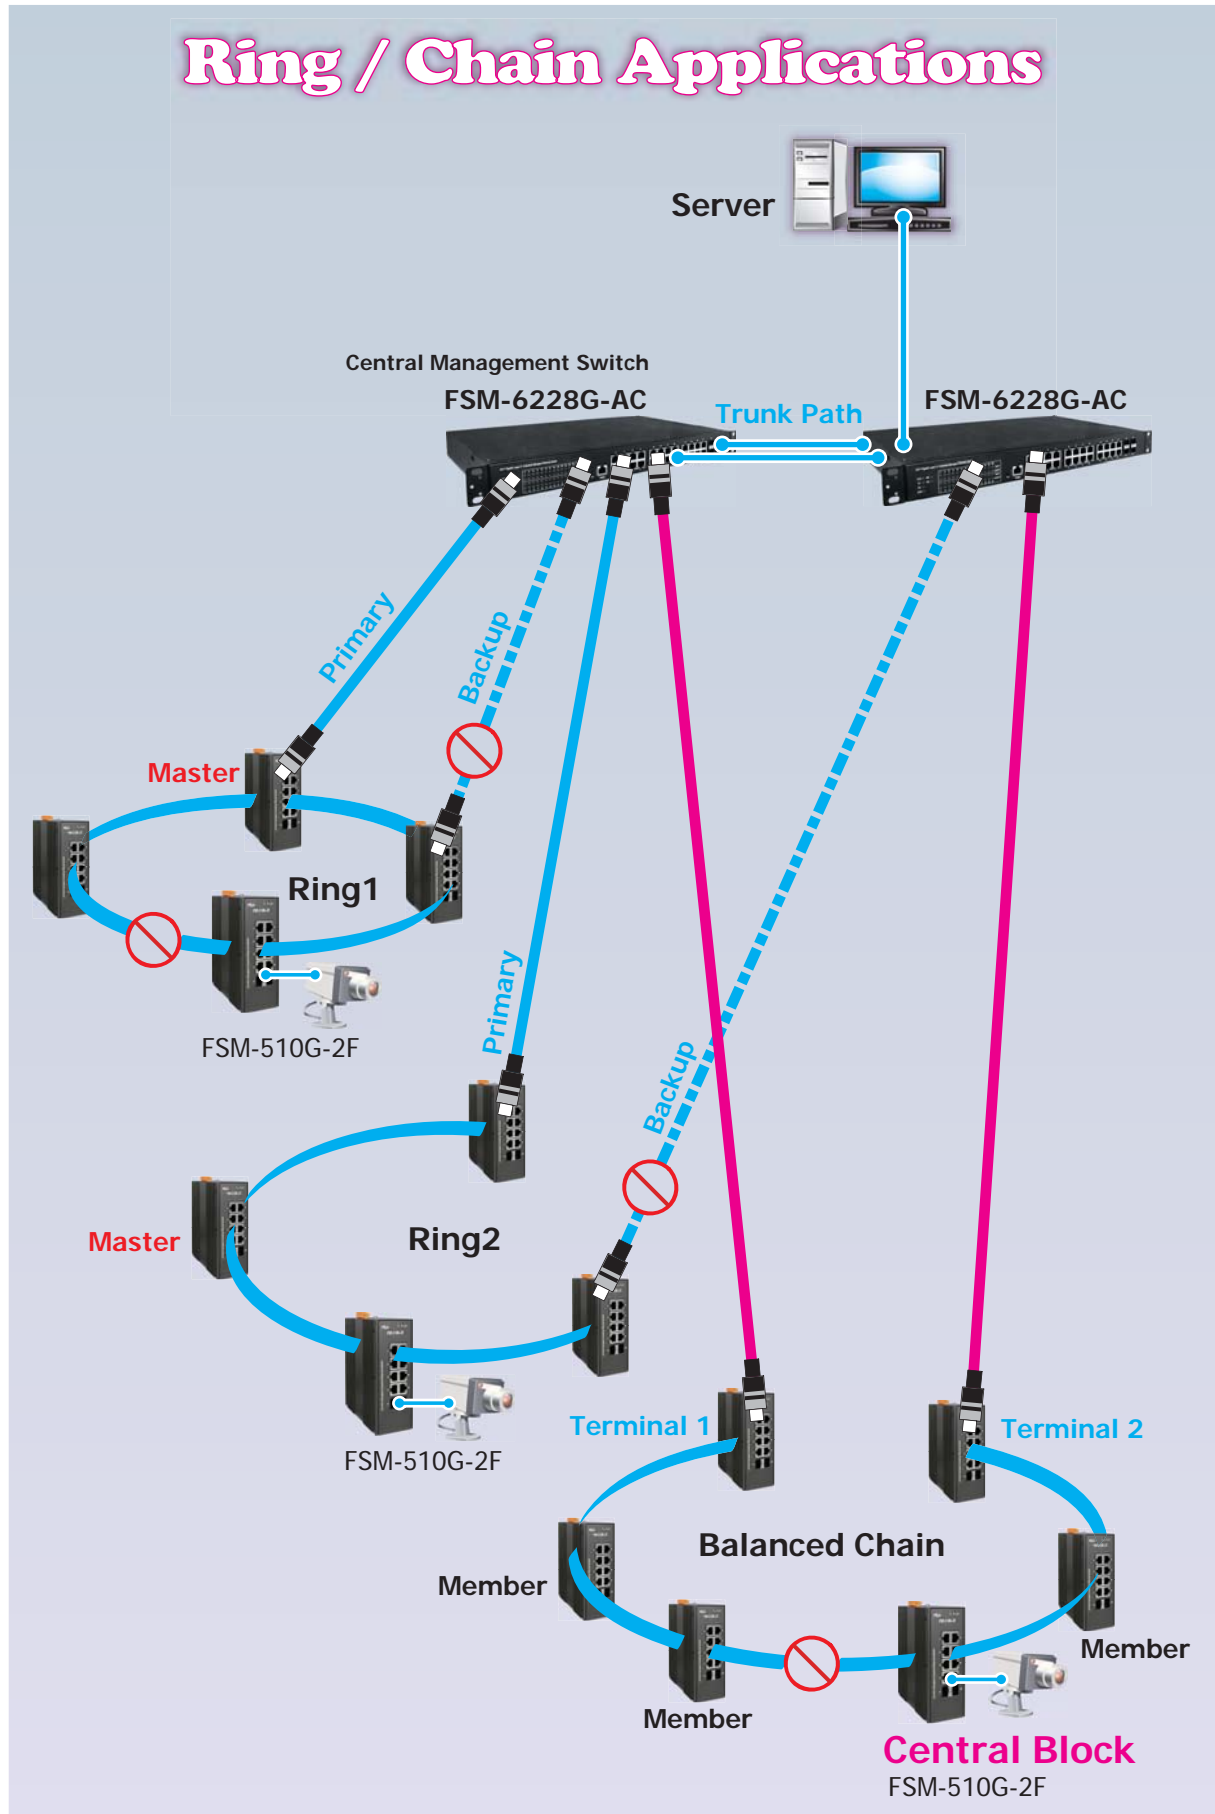 Ring / Chain Applications
Server
Central Management Switch
FSM-6228G-AC
FSM-6228G-AC
Trunk Path
Primary
Backup
Master
Ring1
FSM-510G-2F
Primary
Backup
Master
Ring2
FSM-510G-2F
Terminal 1
Terminal 2
Balanced Chain
Member
Member
Member
Central Block
FSM-510G-2F